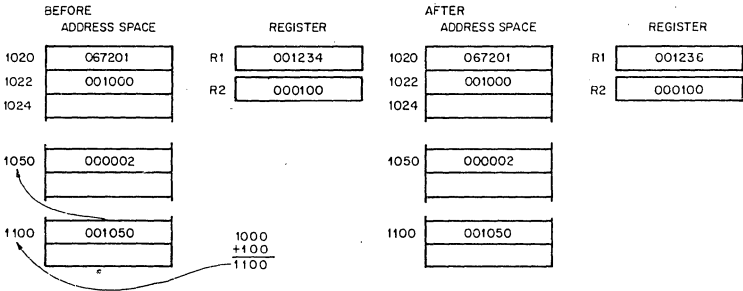 BEFORE
ADDRESS SPACE REGISTER
1020 067201 R1 001234
1022 001000 R2 000100
1024
1050 000002
1100 001050
1000
+100
1100
AFTER
ADDRESS SPACE REGISTER
1020 067201 R1 001236
1022 001000 R2 000100
1024
1050 000002
1100 001050